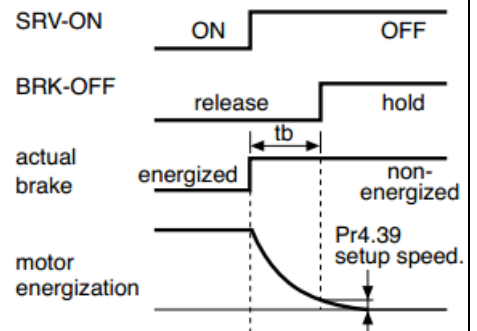 SRV-ON
ON
OFF
BRK-OFF
release
hold
tb
actual
brake
energized
non-
energized
Pr4.39
setup speed.
motor
energization